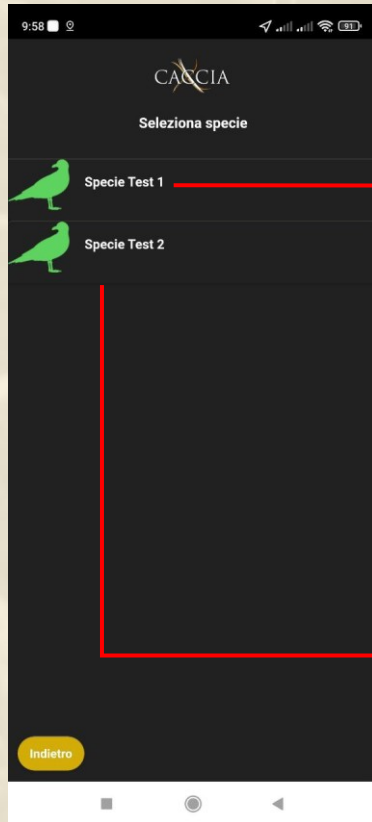 9:58
91
CACCIA
Seleziona specie
Specie Test 1
Specie Test 2
Indietro